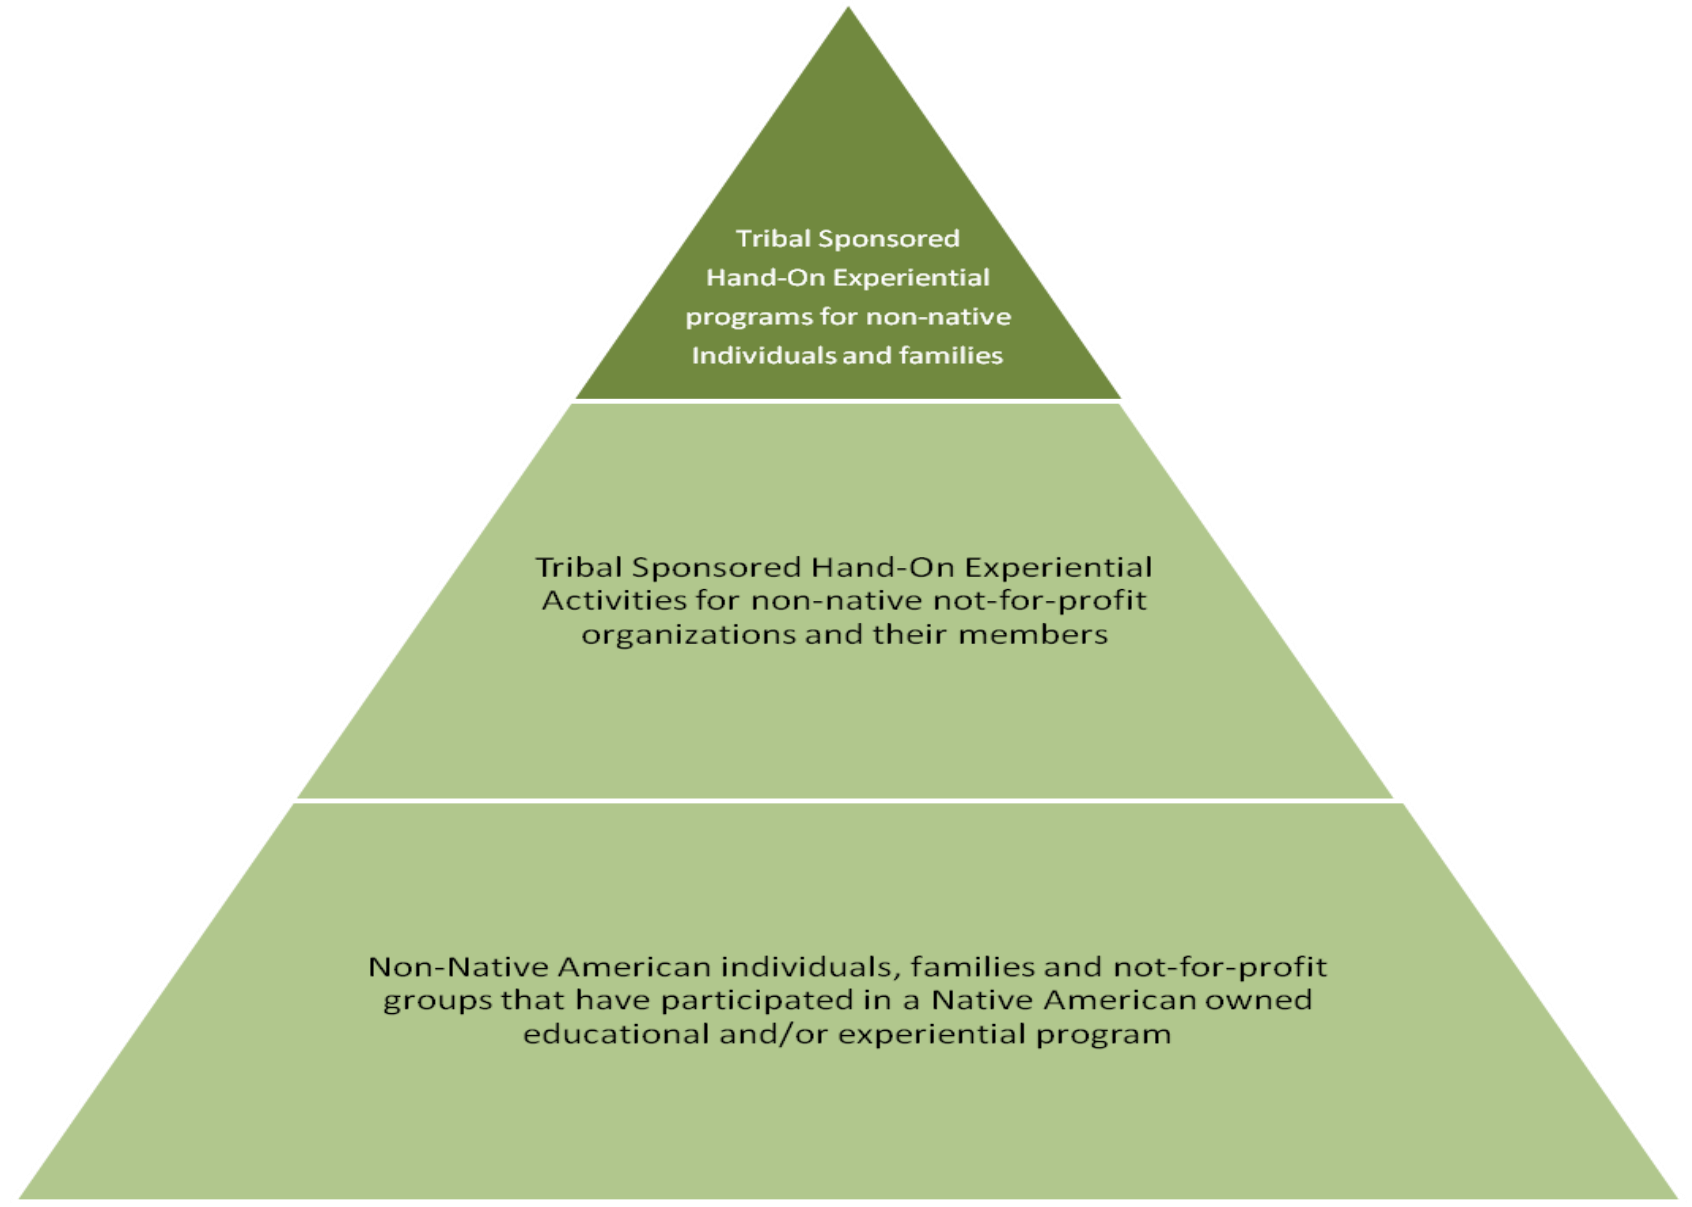 Tribal Sponsored
Hand-On Experiential
programs for non-native
Individuals and families
Tribal Sponsored Hand-On Experiential
Activities for non-native not-for-profit
organizations and their members
Non-Native American individuals, families and not-for-profit
groups that have participated in a Native American owned
educational and/or experiential program